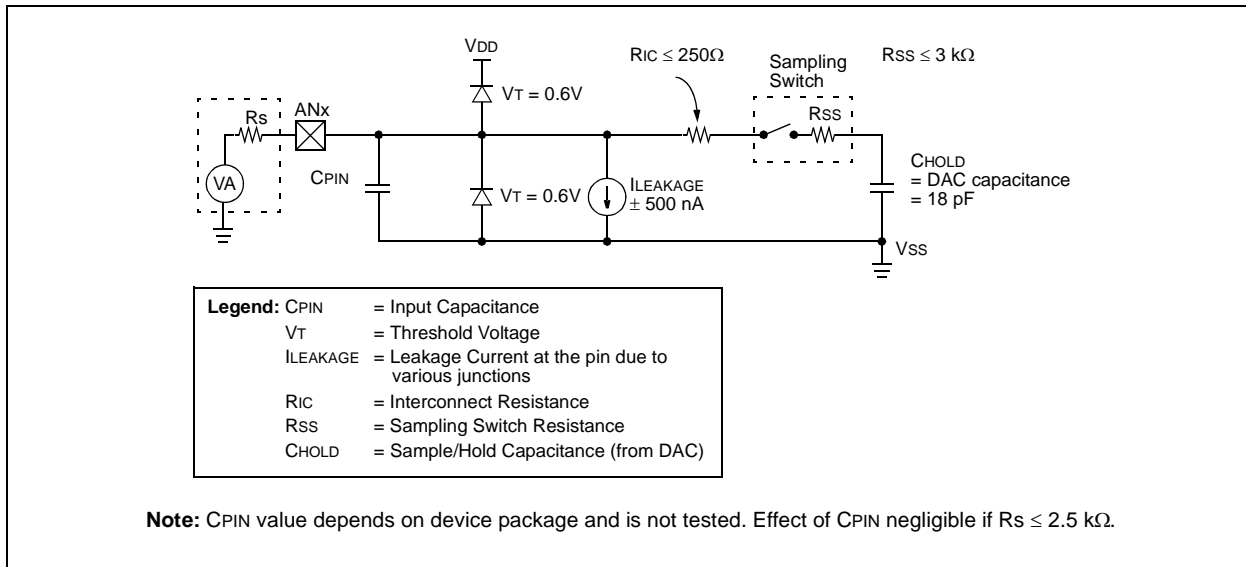 VDD
RIC ≤ 250Ω
Sampling
Switch
RSS ≤ 3 kΩ
VT = 0.6V
ANx
Rs
RSS
VA
CPIN
VT = 0.6V
ILEAKAGE
± 500 nA
CHOLD
= DAC capacitance
= 18 pF
VSS
Legend: CPIN = Input Capacitance
VT = Threshold Voltage
ILEAKAGE = Leakage Current at the pin due to
various junctions
RIC = Interconnect Resistance
RSS = Sampling Switch Resistance
CHOLD = Sample/Hold Capacitance (from DAC)
Note: CPIN value depends on device package and is not tested. Effect of CPIN negligible if Rs ≤ 2.5 kΩ.